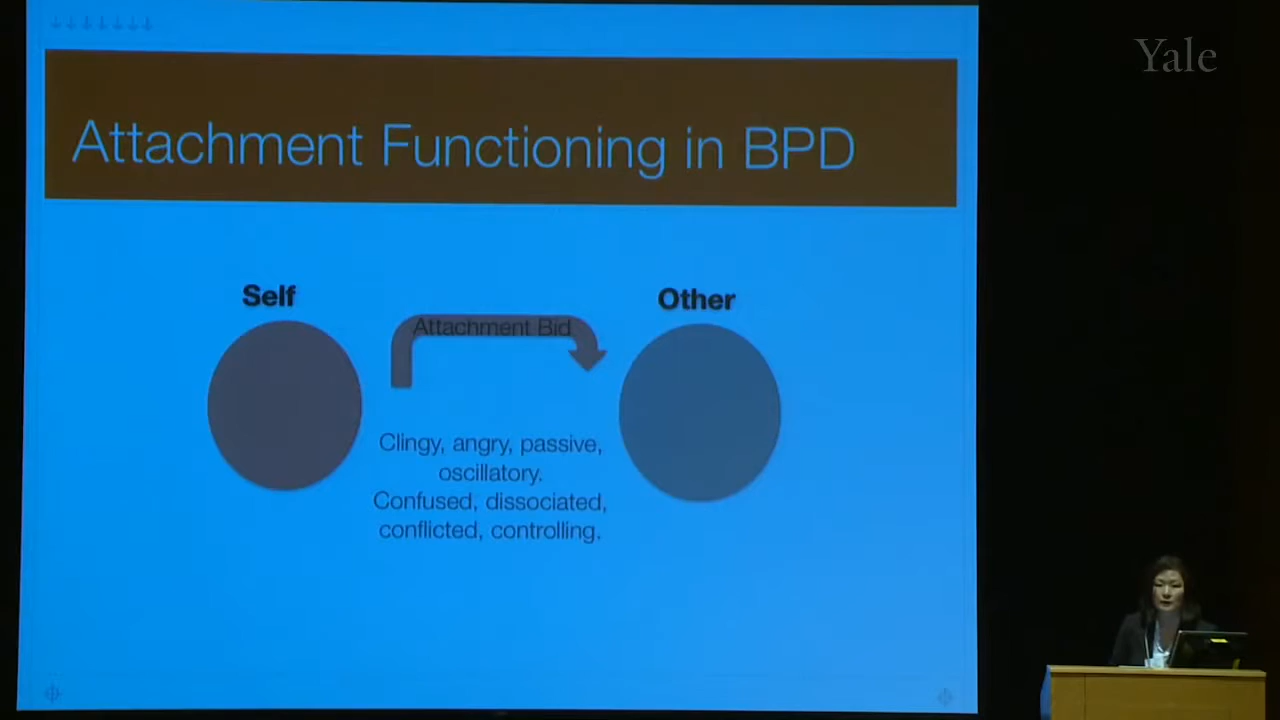 Yale
Attachment Functioning in BPD
Self
Other
Attachment Bid
Clingy, angry, passive,
oscillatory.
Confused, dissociated,
conflicted, controlling.